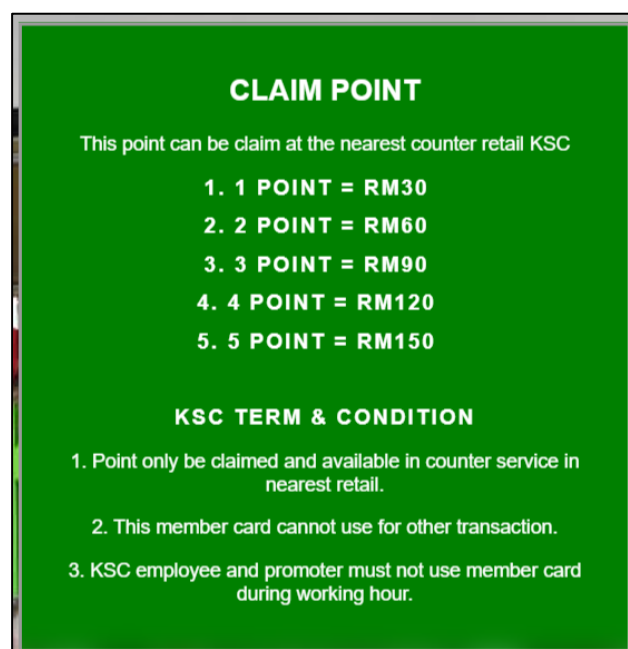 CLAIM POINT
This point can be claim at the nearest counter retail KSC
1. 1 POINT = RM30
2. 2 POINT = RM60
3. 3 POINT = RM90
4. 4 POINT = RM120
5. 5 POINT = RM150
KSC TERM & CONDITION
1. Point only be claimed and available in counter service in
nearest retail.
2. This member card cannot use for other transaction.
3. KSC employee and promoter must not use member card
during working hour.